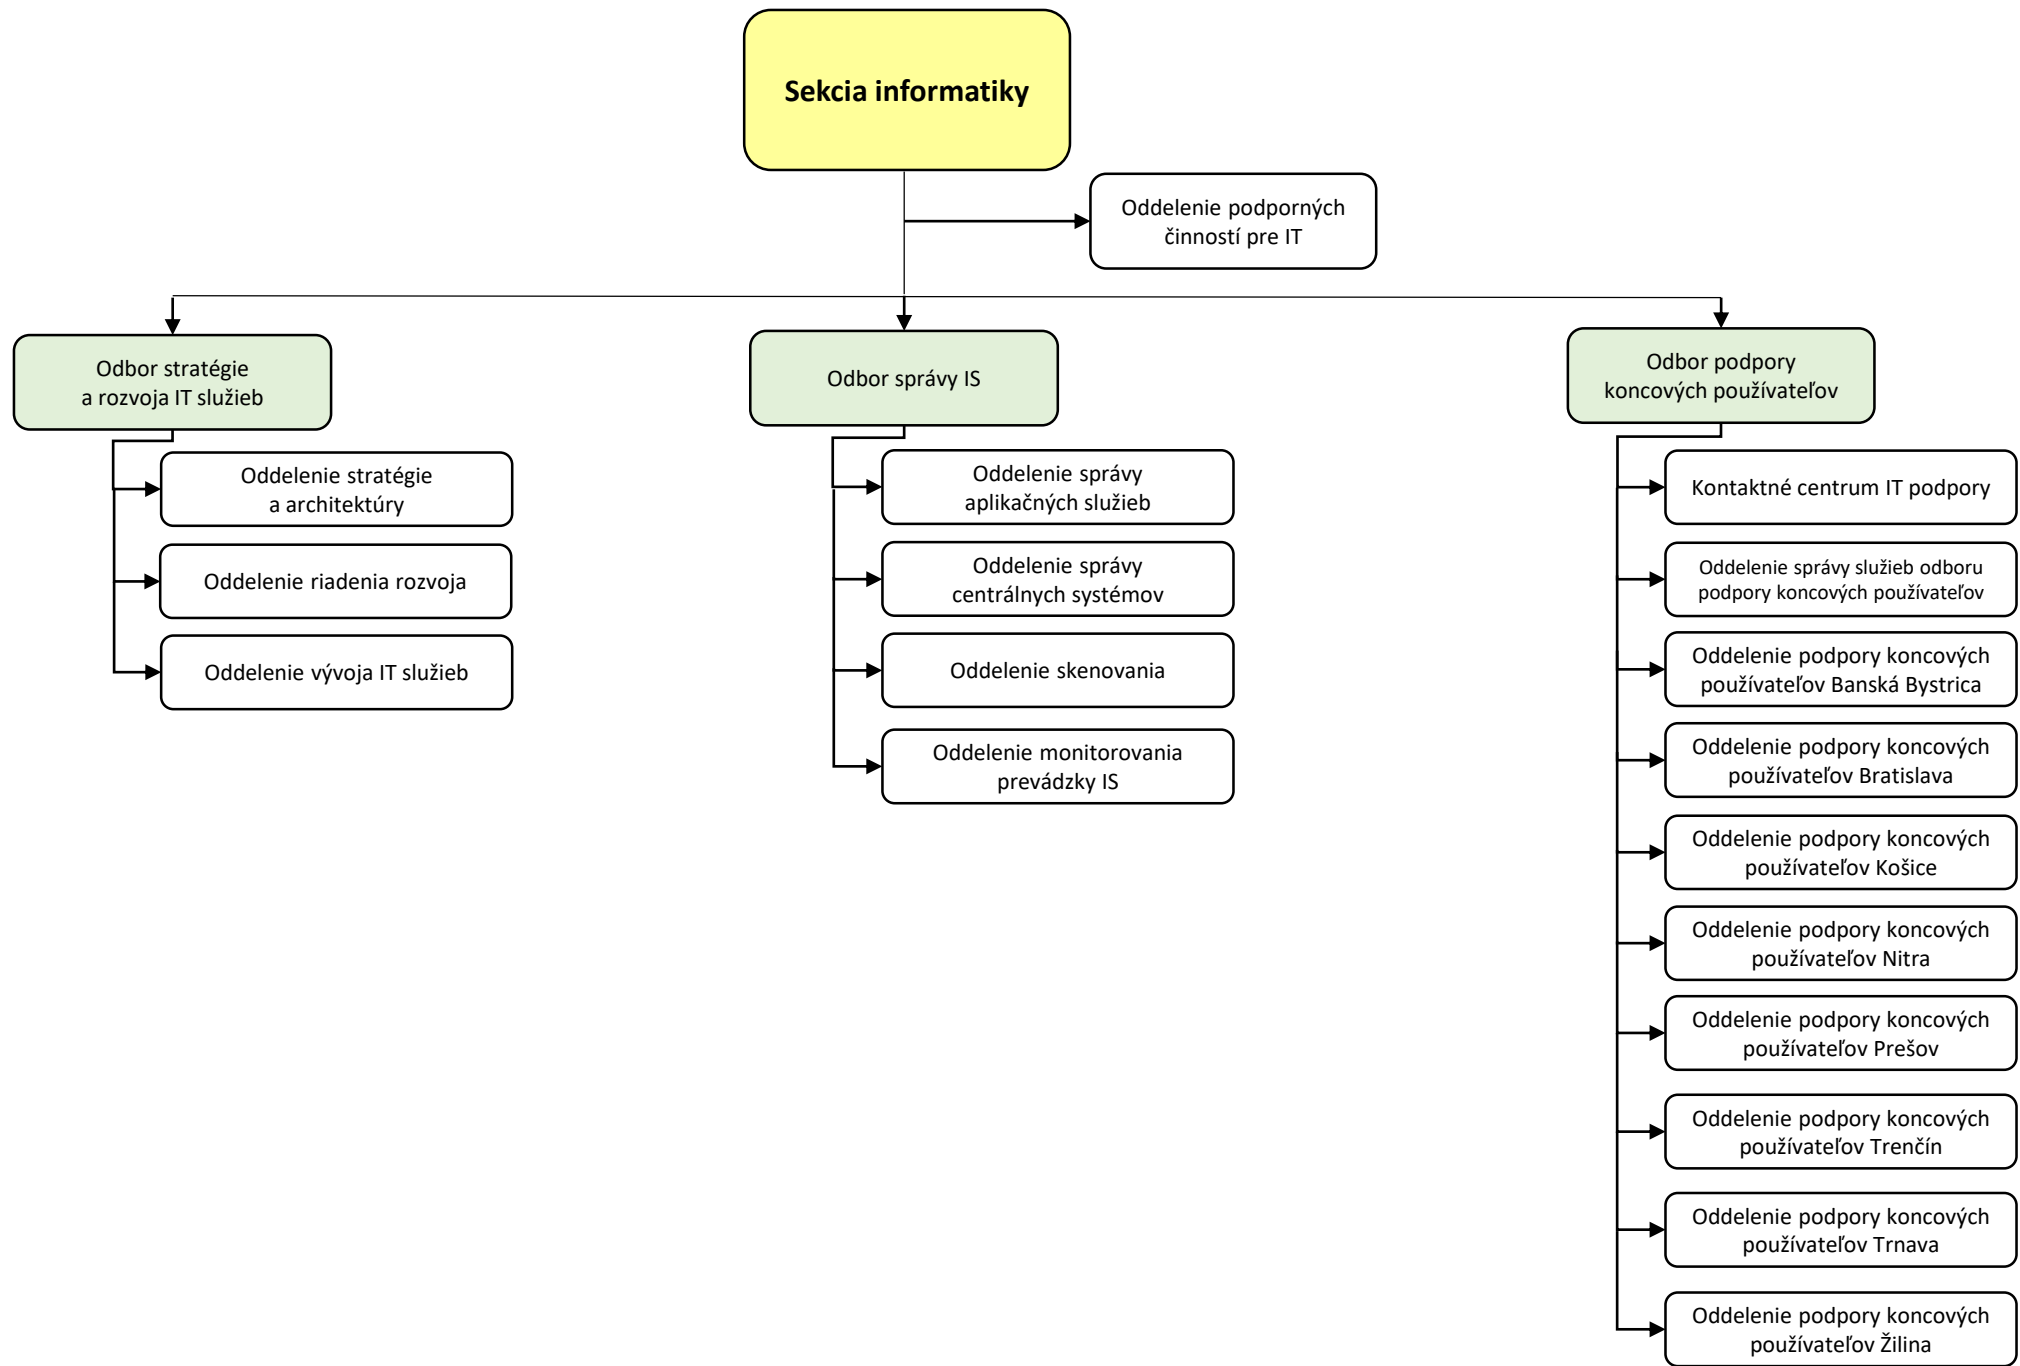 Sekcia informatiky
Oddelenie podporných
činností pre IT
Odbor stratégie
a rozvoja IT služieb
Oddelenie stratégie
a architektúry
Oddelenie riadenia rozvoja
Oddelenie vývoja IT služieb
Odbor správy IS
Oddelenie správy
aplikačných služieb
Oddelenie správy
centrálnych systémov
Oddelenie skenovania
Oddelenie monitorovania
prevádzky IS
Odbor podpory
koncových používateľov
Kontaktné centrum IT podpory
Oddelenie správy služieb odboru
podpory koncových používateľov
Oddelenie podpory koncových
používateľov Banská Bystrica
Oddelenie podpory koncových
používateľov Bratislava
Oddelenie podpory koncových
používateľov Košice
Oddelenie podpory koncových
používateľov Nitra
Oddelenie podpory koncových
používateľov Prešov
Oddelenie podpory koncových
používateľov Trenčín
Oddelenie podpory koncových
používateľov Trnava
Oddelenie podpory koncových
používateľov Žilina